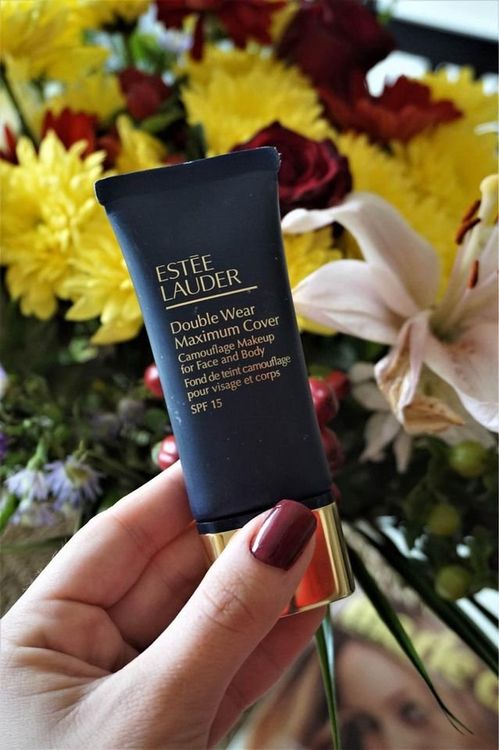 ESTĒE
LAUDER
Double Wear
Maximum Cover
Camouflage Makeup
for Face and Body
Fond de teint camouflage
pour visage et corps
SPF 15